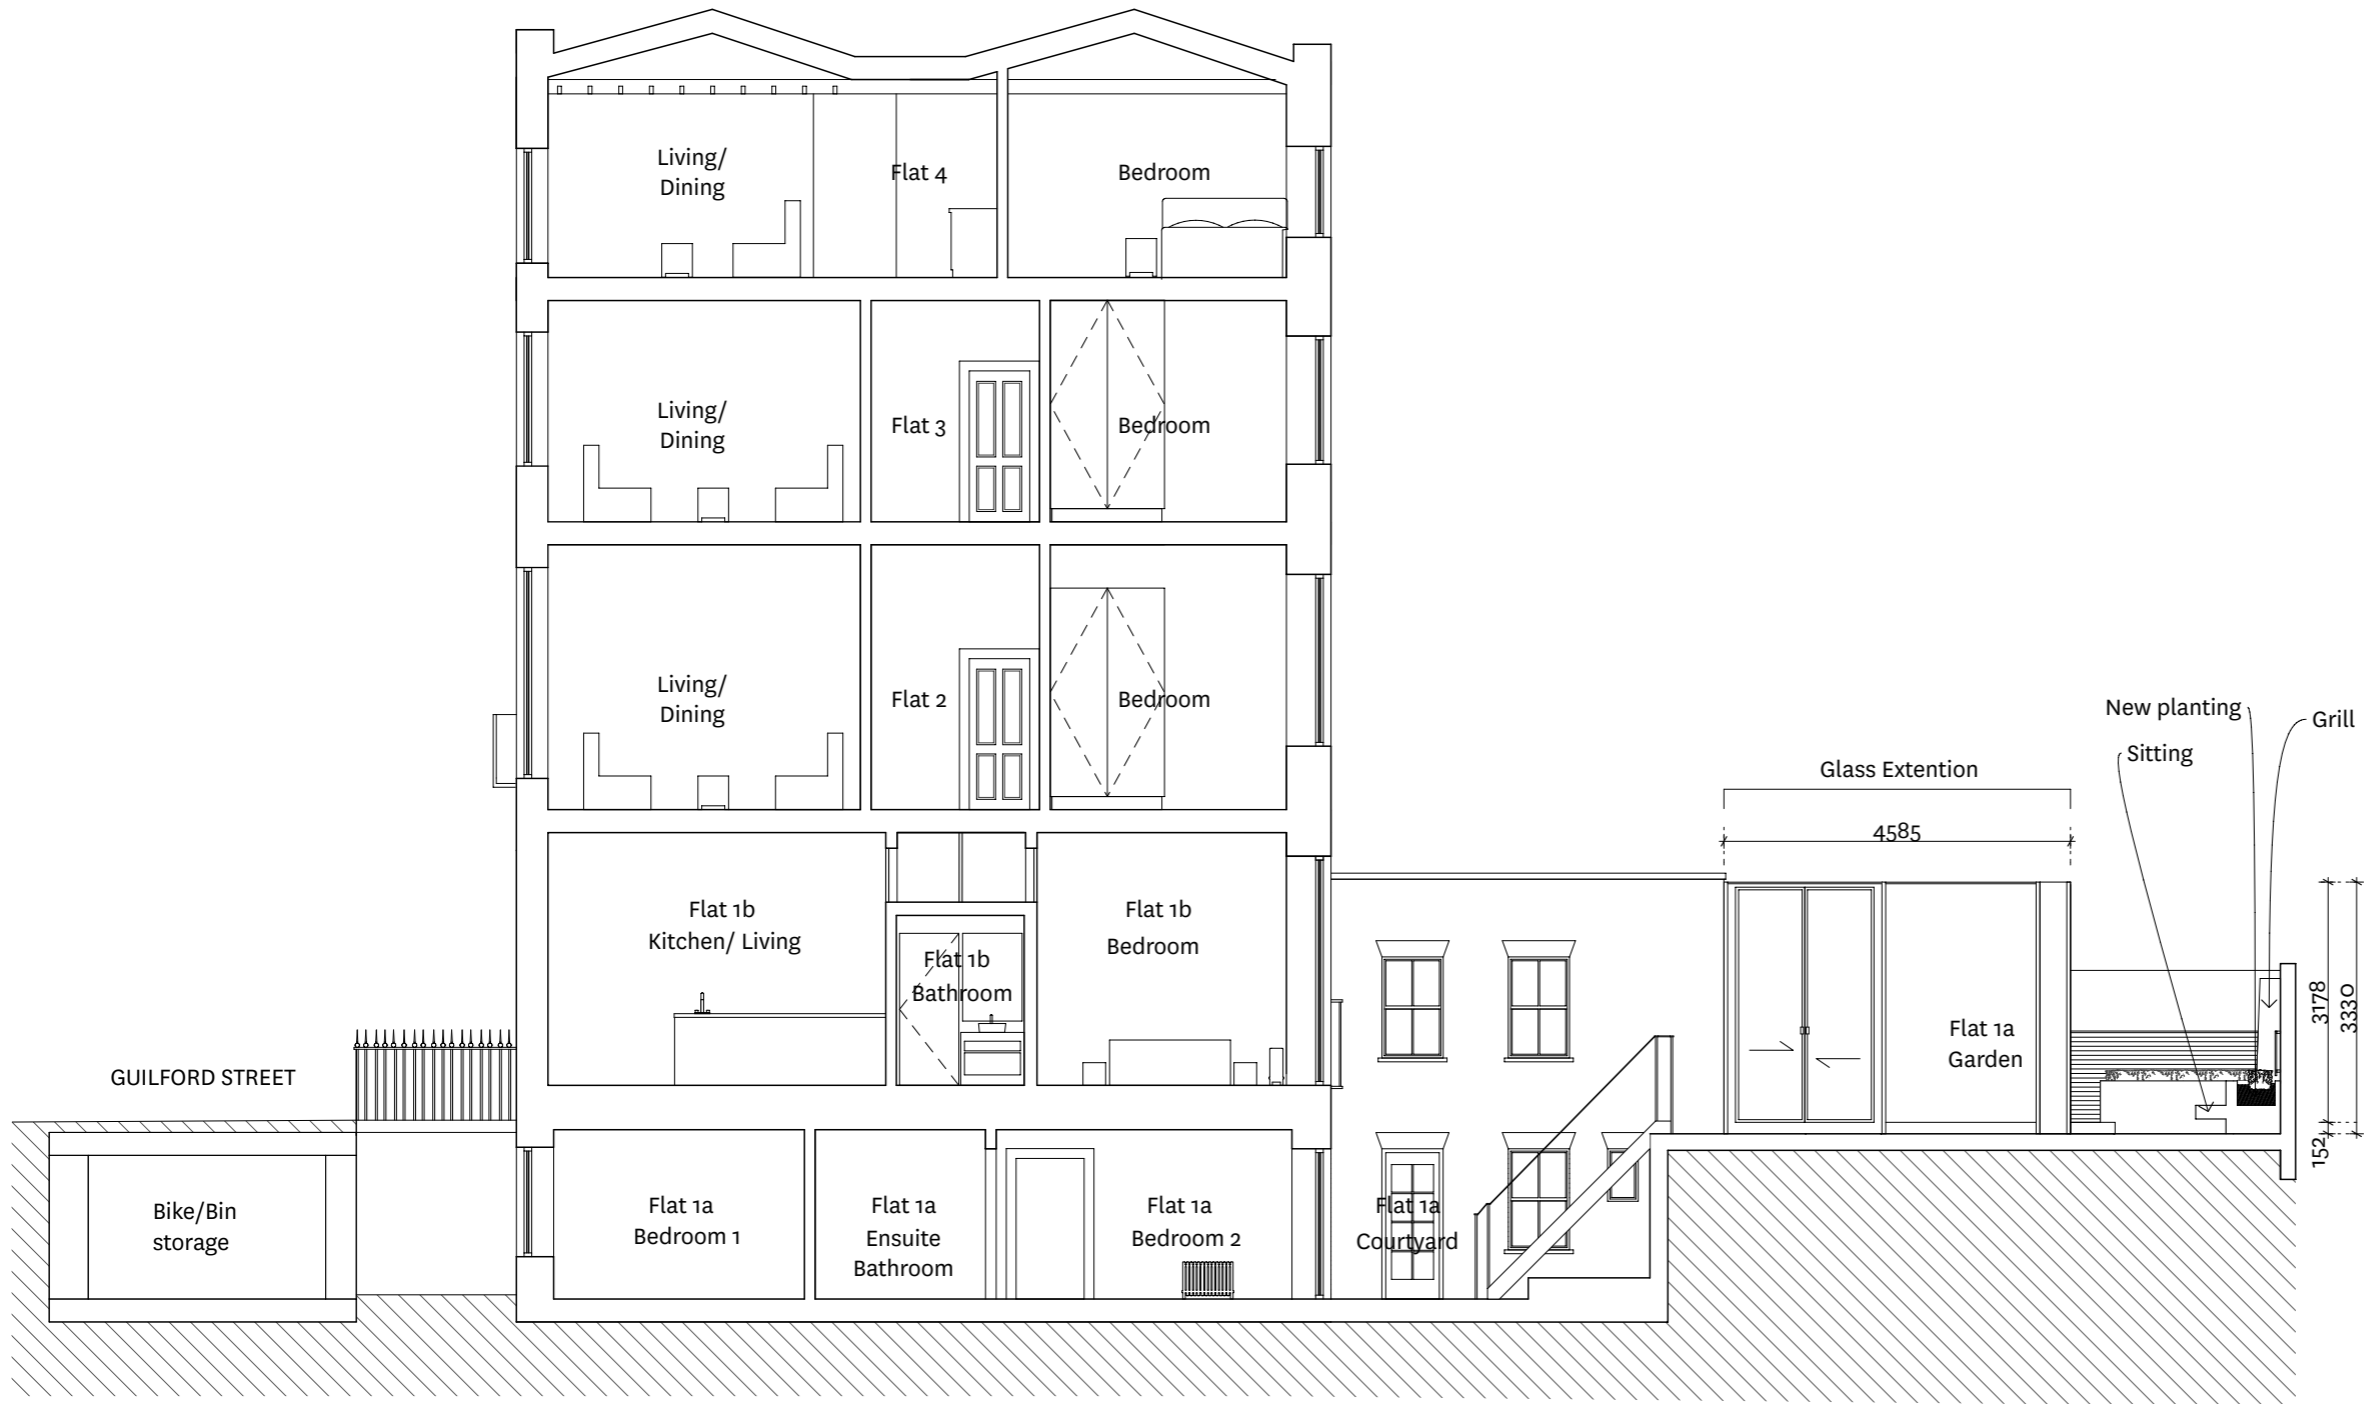 Living/
Dining
Flat 4
Bedroom
Living/
Dining
Flat 3
Bedroom
Living/
Dining
Flat 2
Bedroom
New planting
Grill
Sitting
Glass Extention
4585
Flat 1b
Kitchen/ Living
Flat 1b
Bathroom
Flat 1b
Bedroom
Flat 1a
Garden
3178
3330
152
GUILFORD STREET
Bike/Bin
storage
Flat 1a
Bedroom 1
Flat 1a
Ensuite
Bathroom
Flat 1a
Bedroom 2
Flat 1a
Courtyard